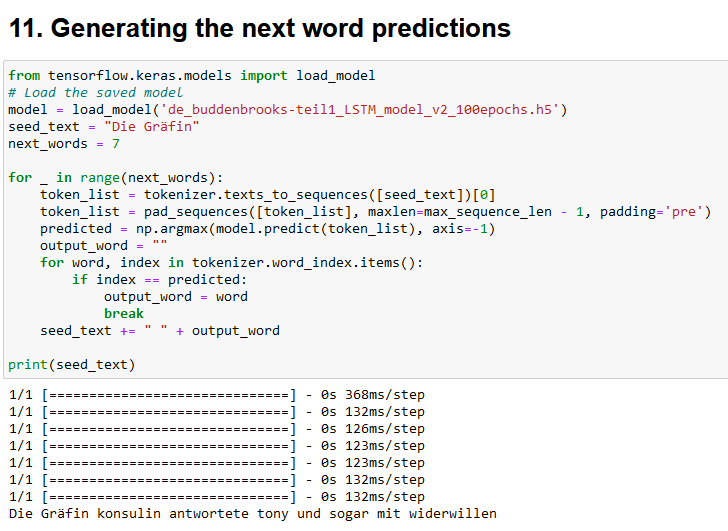 11. Generating the next word predictions
from tensorflow.keras.models import load_model
# Load the saved model
model = load_model('de_buddenbrooks-teil1_LSTM_model_v2_100epochs.h5')
seed_text = "Die Gräfin"
next_words = 7

for _ in range(next_words):
    token_list = tokenizer.texts_to_sequences([seed_text])[0]
    token_list = pad_sequences([token_list], maxlen=max_sequence_len - 1, padding='pre')
    predicted = np.argmax(model.predict(token_list), axis=-1)
    output_word = ""
    for word, index in tokenizer.word_index.items():
        if index == predicted:
            output_word = word
            break
    seed_text += " " + output_word

print(seed_text)
1/1 [==============================] - 0s 368ms/step
1/1 [==============================] - 0s 132ms/step
1/1 [==============================] - 0s 126ms/step
1/1 [==============================] - 0s 123ms/step
1/1 [==============================] - 0s 123ms/step
1/1 [==============================] - 0s 132ms/step
1/1 [==============================] - 0s 132ms/step
Die Gräfin konsulin antwortete tony und sogar mit widerwillen